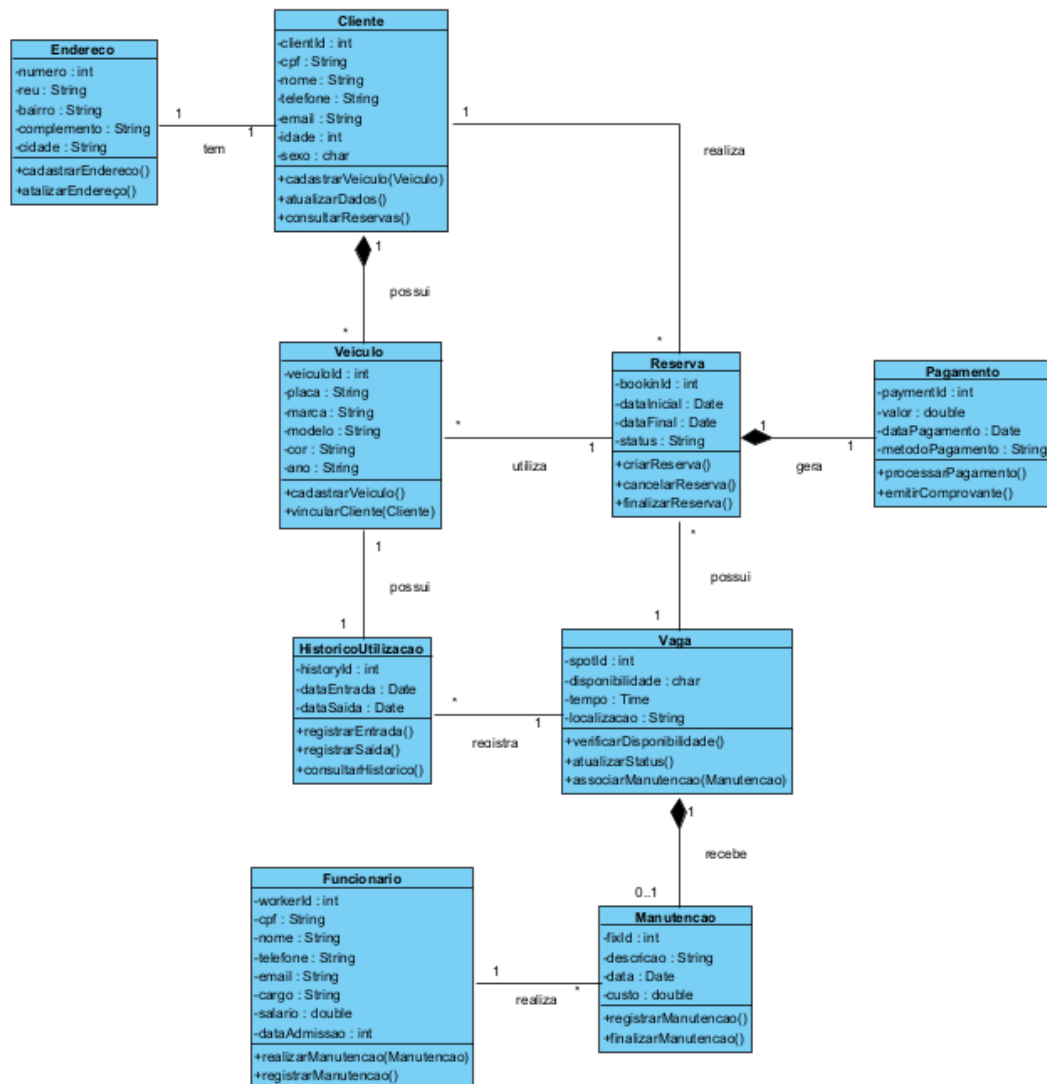 Cliente
-clientId : int
-cpf : String
-nome : String
-telefone : String
-email : String
-idade : int
-sexo : char
+cadastrarVeiculo(Veiculo)
+atualizarDados()
+consultarReservas()
Endereco
-numero : int
-reu : String
-bairro : String
-complemento : String
-cidade : String
+cadastrarEndereco()
+atalizarEndereço()
1
tem
1
1
realiza
*
1
possui
*
Veiculo
-veiculoId : int
-placa : String
-marca : String
-modelo : String
-cor : String
-ano : String
+cadastrarVeiculo()
+vincularCliente(Cliente)
*
utiliza
1
Reserva
-bookinId : int
-dataInicial : Date
-dataFinal : Date
-status : String
+criarReserva()
+cancelarReserva()
+finalizarReserva()
1
gera
1
Pagamento
-paymentId : int
-valor : double
-dataPagamento : Date
-metodoPagamento : String
+processarPagamento()
+emitirComprovante()
1
possui
1
*
possui
1
HistoricoUtilizacao
-historyId : int
-dataEntrada : Date
-dataSaida : Date
+registrarEntrada()
+registrarSaida()
+consultarHistorico()
*
registra
1
Vaga
-spotId : int
-disponibilidade : char
-tempo : Time
-localizacao : String
+verificarDisponibilidade()
+atualizarStatus()
+associarManutencao(Manutencao)
1
recebe
0..1
Funcionario
-workerId : int
-cpf : String
-nome : String
-telefone : String
-email : String
-cargo : String
-salario : double
-dataAdmissao : int
+realizarManutencao(Manutencao)
+registrarManutencao()
1
realiza
*
Manutencao
-fixId : int
-descricao : String
-data : Date
-custo : double
+registrarManutencao()
+finalizarManutencao()